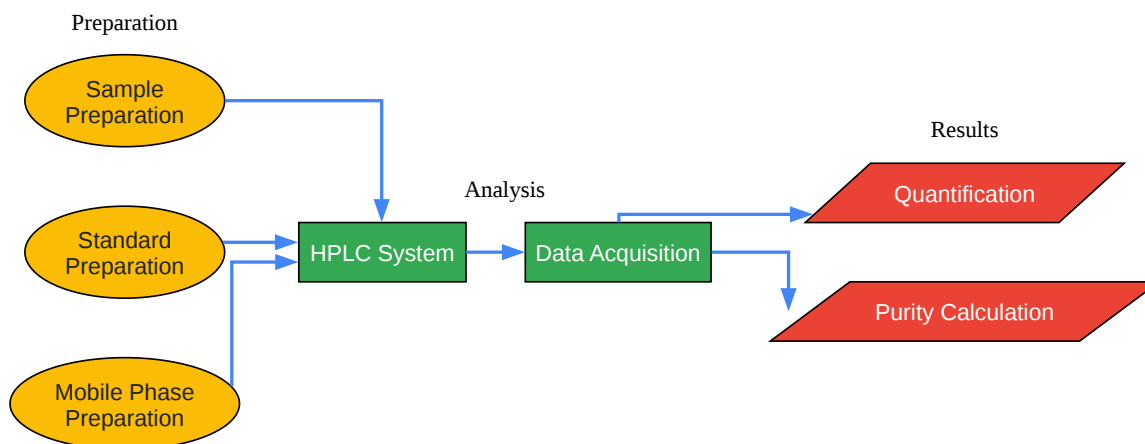 Preparation
Sample
Preparation
Results
Quantification
Analysis
Standard
Preparation
HPLC System
Data Acquisition
Purity Calculation
Mobile Phase
Preparation